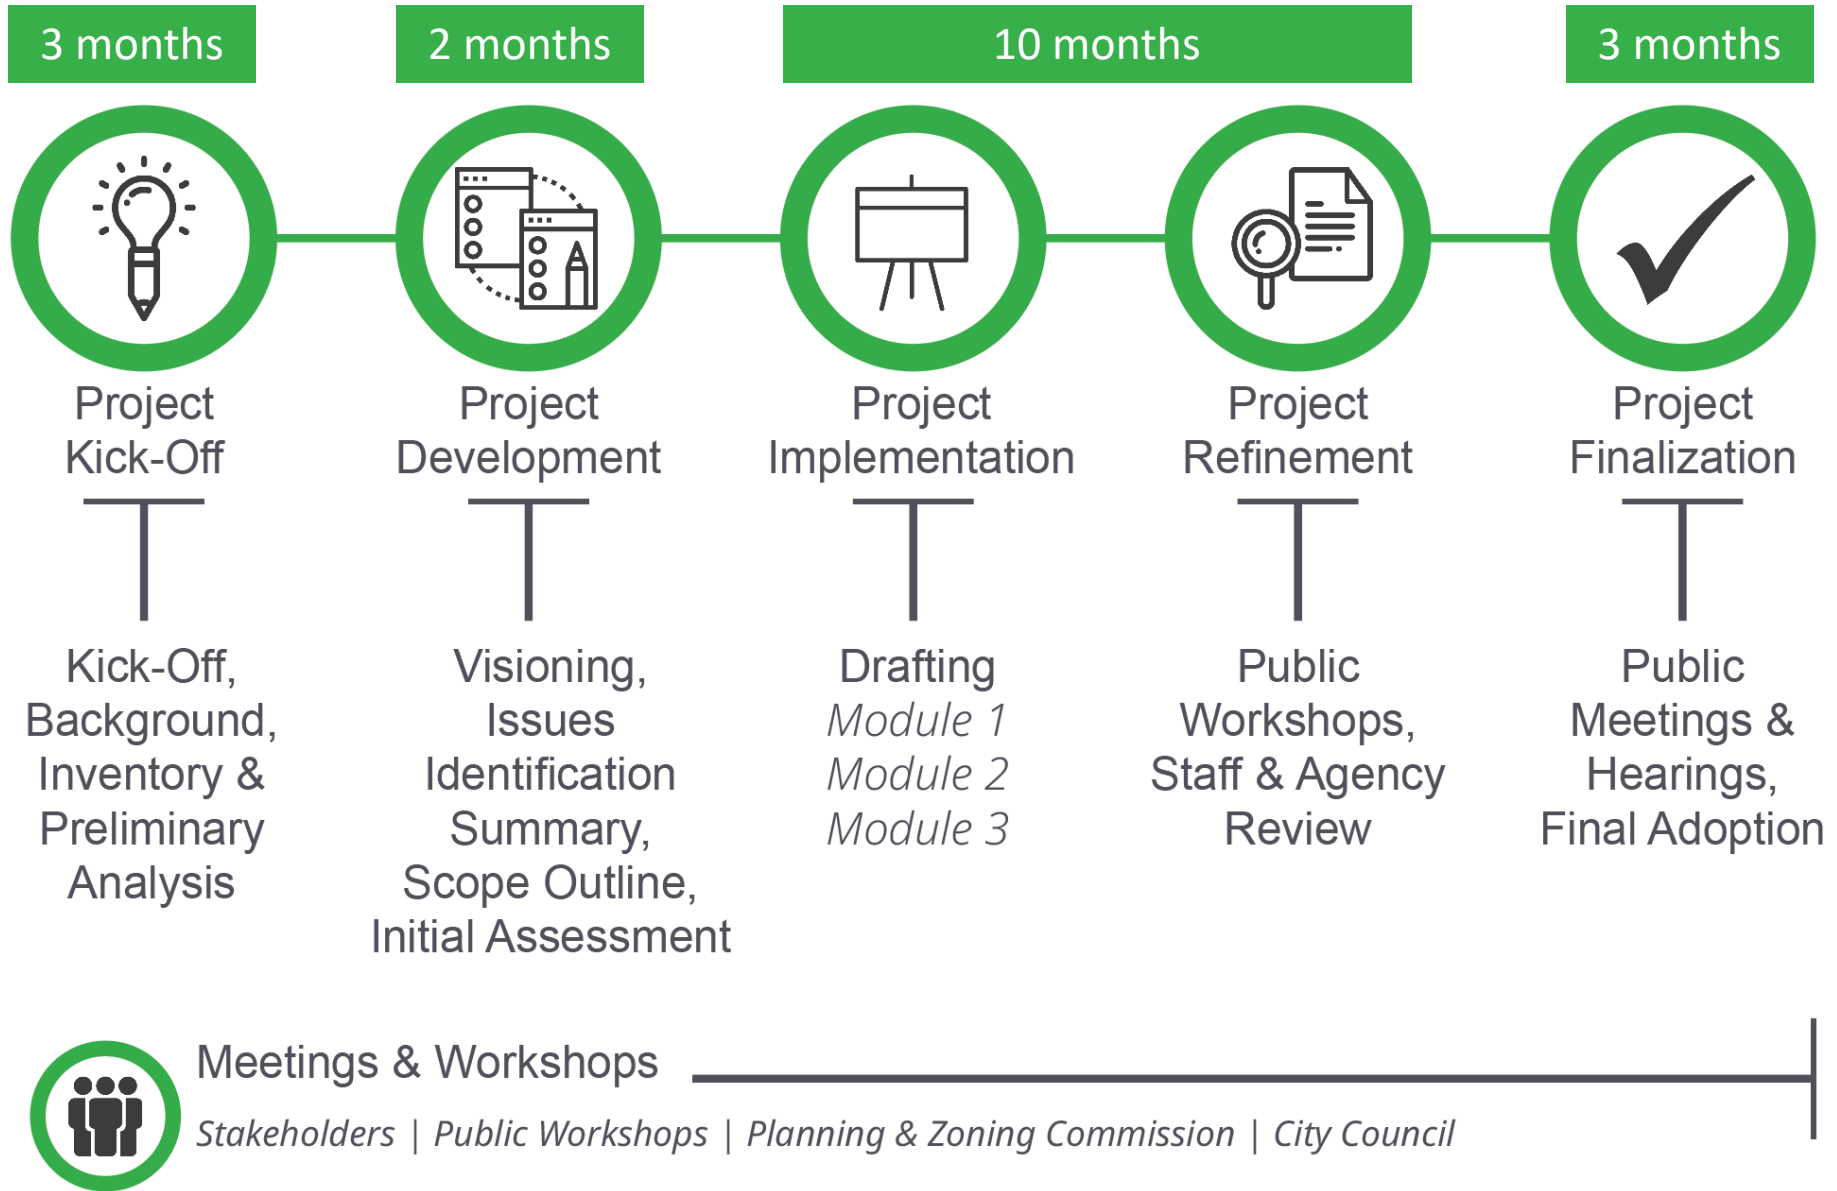 3 months
2 months
10 months
3 months
Project
Kick-Off
Project
Development
Project
Implementation
Project
Refinement
Project
Finalization
Kick-Off,
Background,
Inventory &
Preliminary
Analysis
Visioning,
Issues
Identification
Summary,
Scope Outline,
Initial Assessment
Drafting
Module 1
Module 2
Module 3
Public
Workshops,
Staff & Agency
Review
Public
Meetings &
Hearings,
Final Adoption
Meetings & Workshops
Stakeholders | Public Workshops | Planning & Zoning Commission | City Council